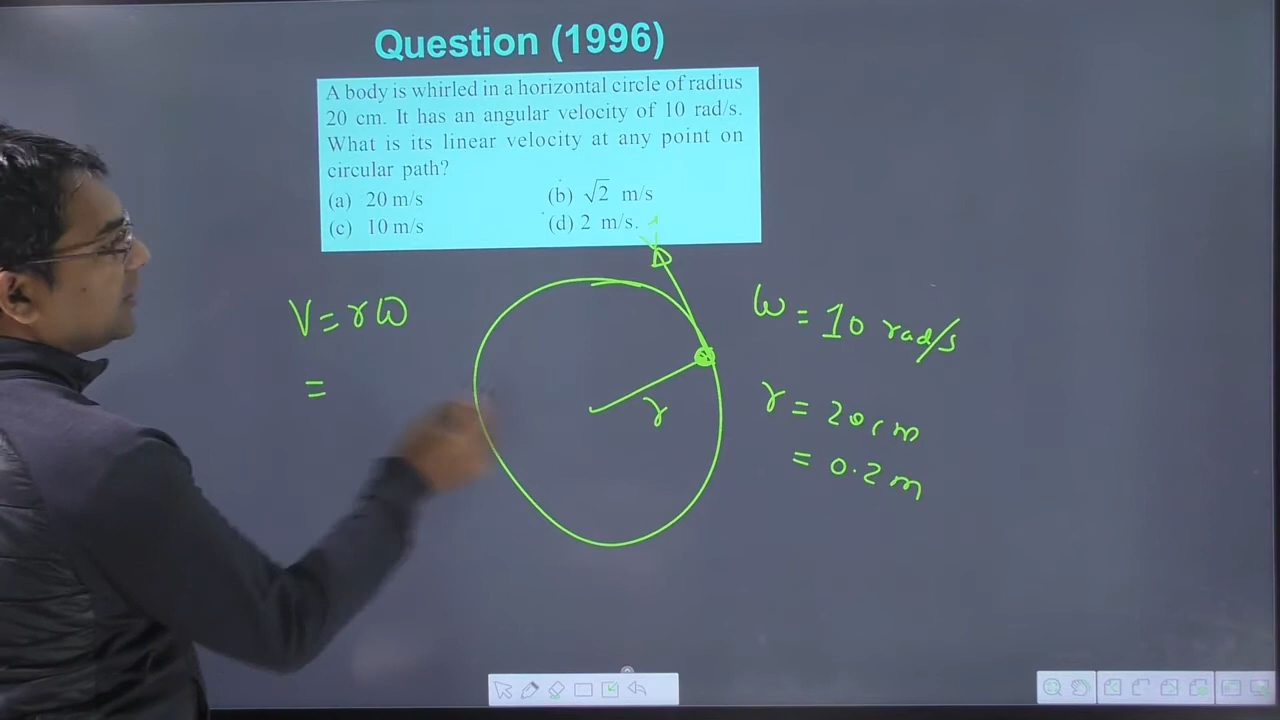 Question (1996)
A body is whirled in a horizontal circle of radius
20 cm. It has an angular velocity of 10 rad/s.
What is its linear velocity at any point on
circular path?
(a) 20 m/s
(b) √2 m/s
(c) 10 m/s
(d) 2 m/s.
V
V = rω
=
r
ω = 10 rad/s
r = 20cm
= 0.2 m